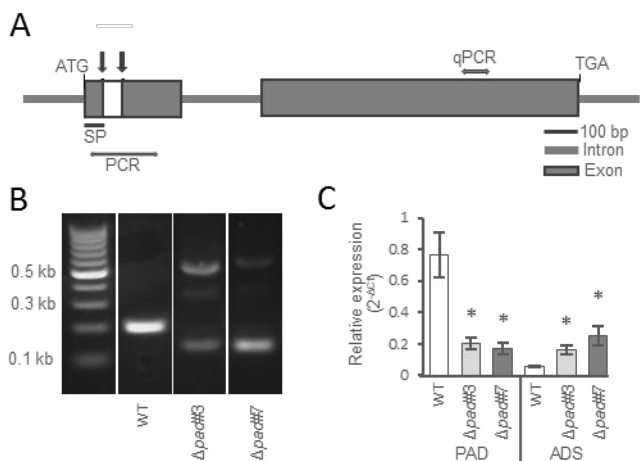 A
ATG
qPCR
TGA
SP
PCR
100 bp
Intron
Exon
B
0.5 kb
0.3 kb
0.1 kb
WT
Δpad#3
Δpad#7
C
Relative expression
(2-ΔCt)
1
0.8
0.6
0.4
0.2
0
* * * *
WT
Δpad#3
Δpad#7
WT
Δpad#3
Δpad#7
PAD ADS